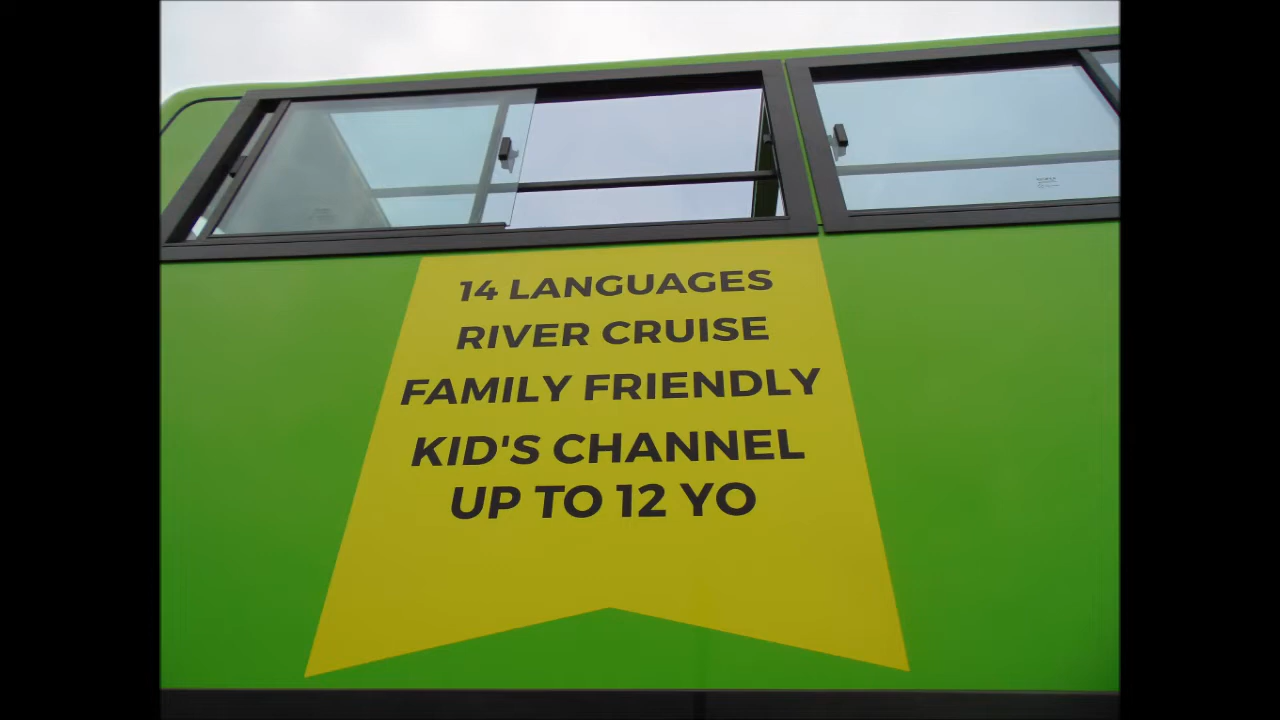 14 LANGUAGES
RIVER CRUISE
FAMILY FRIENDLY
KID'S CHANNEL
UP TO 12 YO